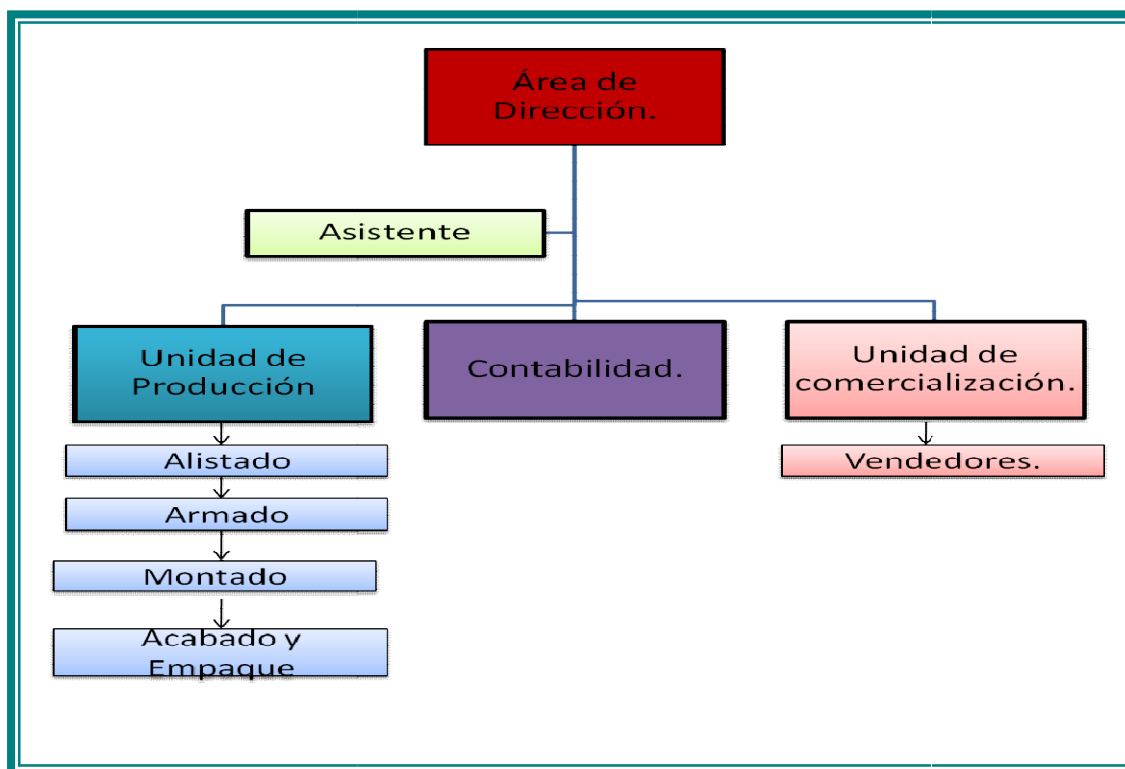 Área de
Dirección.
Asistente
Unidad de
Producción
Contabilidad.
Unidad de
comercialización.
Alistado
Vendedores.
Armado
Montado
Acabado y
Empaque